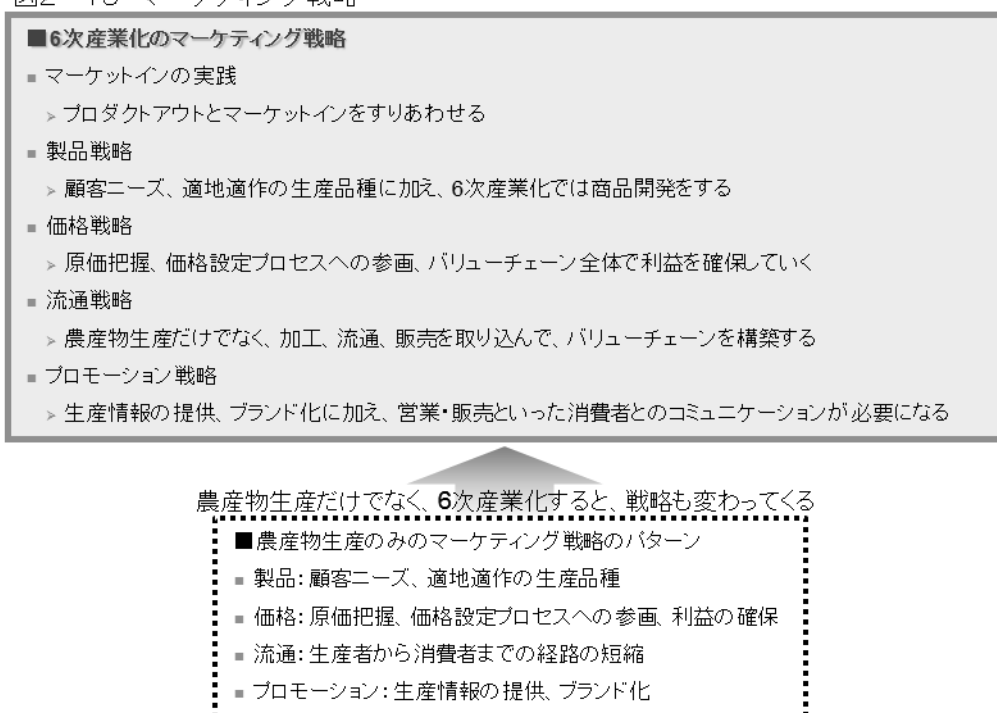 ■6次産業化のマーケティング戦略
■ マーケットインの実践
> プロダクトアウトとマーケットインをすりあわせる
■ 製品戦略
> 顧客ニーズ、適地適作の生産品種に加え、6次産業化では商品開発をする
■ 価格戦略
> 原価把握、価格設定プロセスへの参画、バリューチェーン全体で利益を確保していく
■ 流通戦略
> 農産物生産だけでなく、加工、流通、販売を取り込んで、バリューチェーンを構築する
■ プロモーション戦略
> 生産情報の提供、ブランド化に加え、営業・販売といった消費者とのコミュニケーションが必要になる
農産物生産だけでなく、6次産業化すると、戦略も変わってくる
■農産物生産のみのマーケティング戦略のパターン
■ 製品：顧客ニーズ、適地適作の生産品種
■ 価格：原価把握、価格設定プロセスへの参画、利益の確保
■ 流通：生産者から消費者までの経路の短縮
■ プロモーション：生産情報の提供、ブランド化